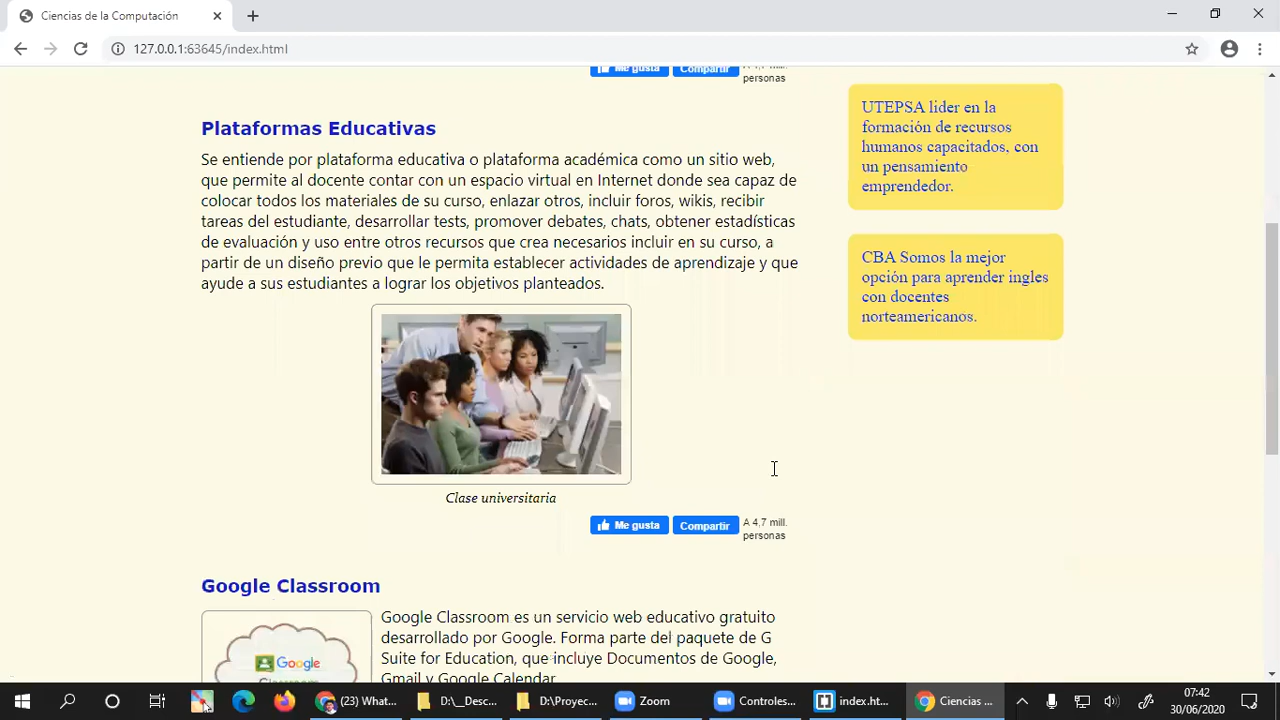 Ciencias de la Computación
127.0.0.1:63645/index.html
Me gusta Compartir personas
Plataformas Educativas
Se entiende por plataforma educativa o plataforma académica como un sitio web,
que permite al docente contar con un espacio virtual en Internet donde sea capaz de
colocar todos los materiales de su curso, enlazar otros, incluir foros, wikis, recibir
tareas del estudiante, desarrollar tests, promover debates, chats, obtener estadísticas
de evaluación y uso entre otros recursos que crea necesarios incluir en su curso, a
partir de un diseño previo que le permita establecer actividades de aprendizaje y que
ayude a sus estudiantes a lograr los objetivos planteados.
Clase universitaria
Me gusta Compartir A 4,7 mill.
personas
Google Classroom
Google
Google Classroom es un servicio web educativo gratuito
desarrollado por Google. Forma parte del paquete de G
Suite for Education, que incluye Documentos de Google,
Gmail y Google Calendar
UTEPSA lider en la
formación de recursos
humanos capacitados, con
un pensamiento
emprendedor.
CBA Somos la mejor
opción para aprender ingles
con docentes
norteamericanos.
(23) What...
D:\__Desc...
D:\Proyec...
Zoom
Controles...
index.ht...
Ciencias ...
07:42
30/06/2020